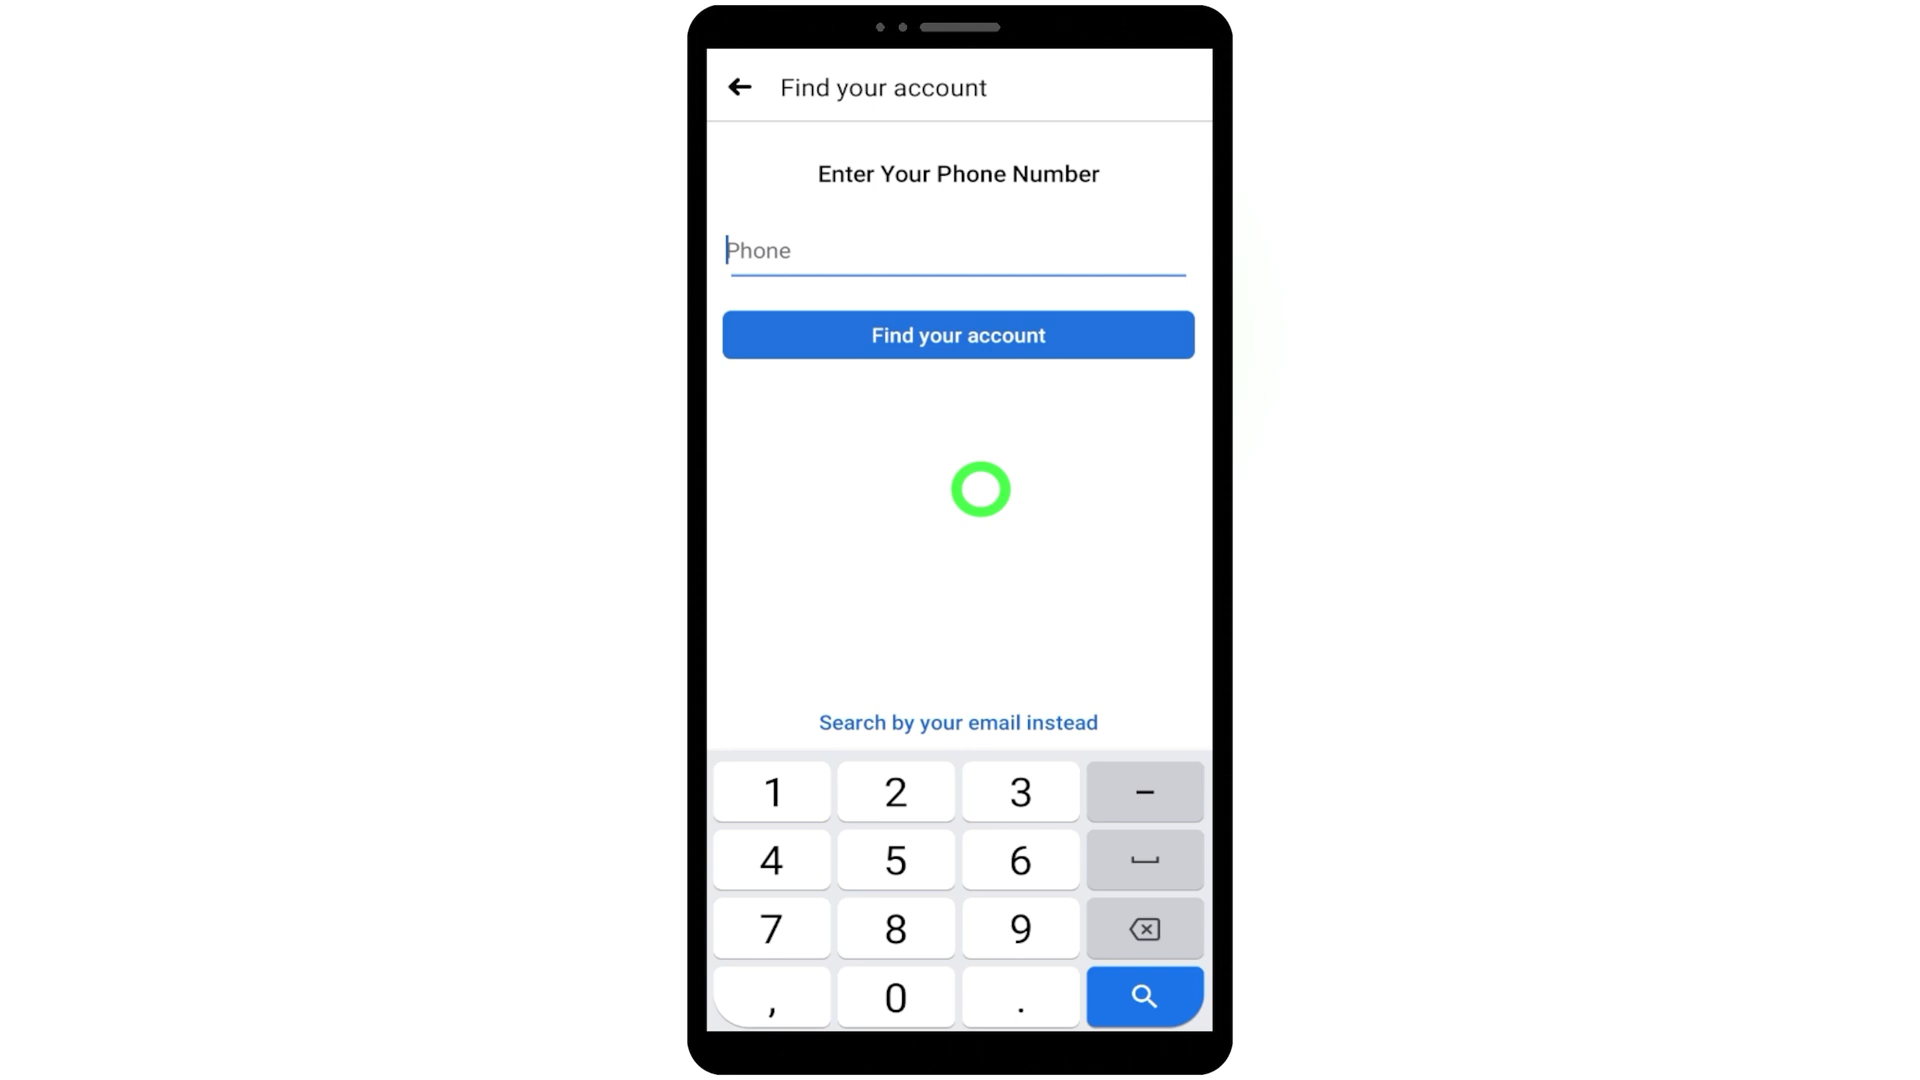 Find your account
Enter Your Phone Number
Phone
Find your account
Search by your email instead
1 2 3 –
4 5 6
7 8 9
, 0 .